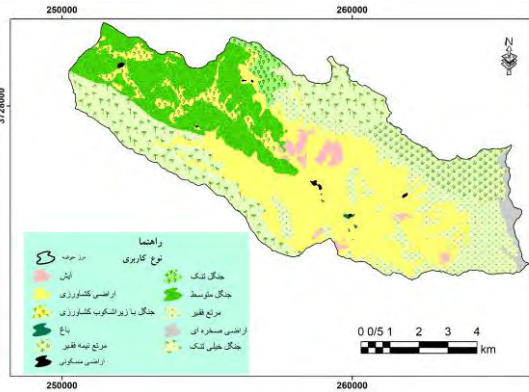 250000
260000
3728000
N
راهنما
نوع کاربری
مرز حوضه
آیش
اراضی کشاورزی
جنگل با زیراشکوب کشاورزی
باغ
مرتع نیمه فقیر
اراضی مسکونی
جنگل تنک
جنگل متوسط
مرتع فقیر
اراضی صخره ای
جنگل خیلی تنک
0 0/5 1 2 3 4
km
250000
260000